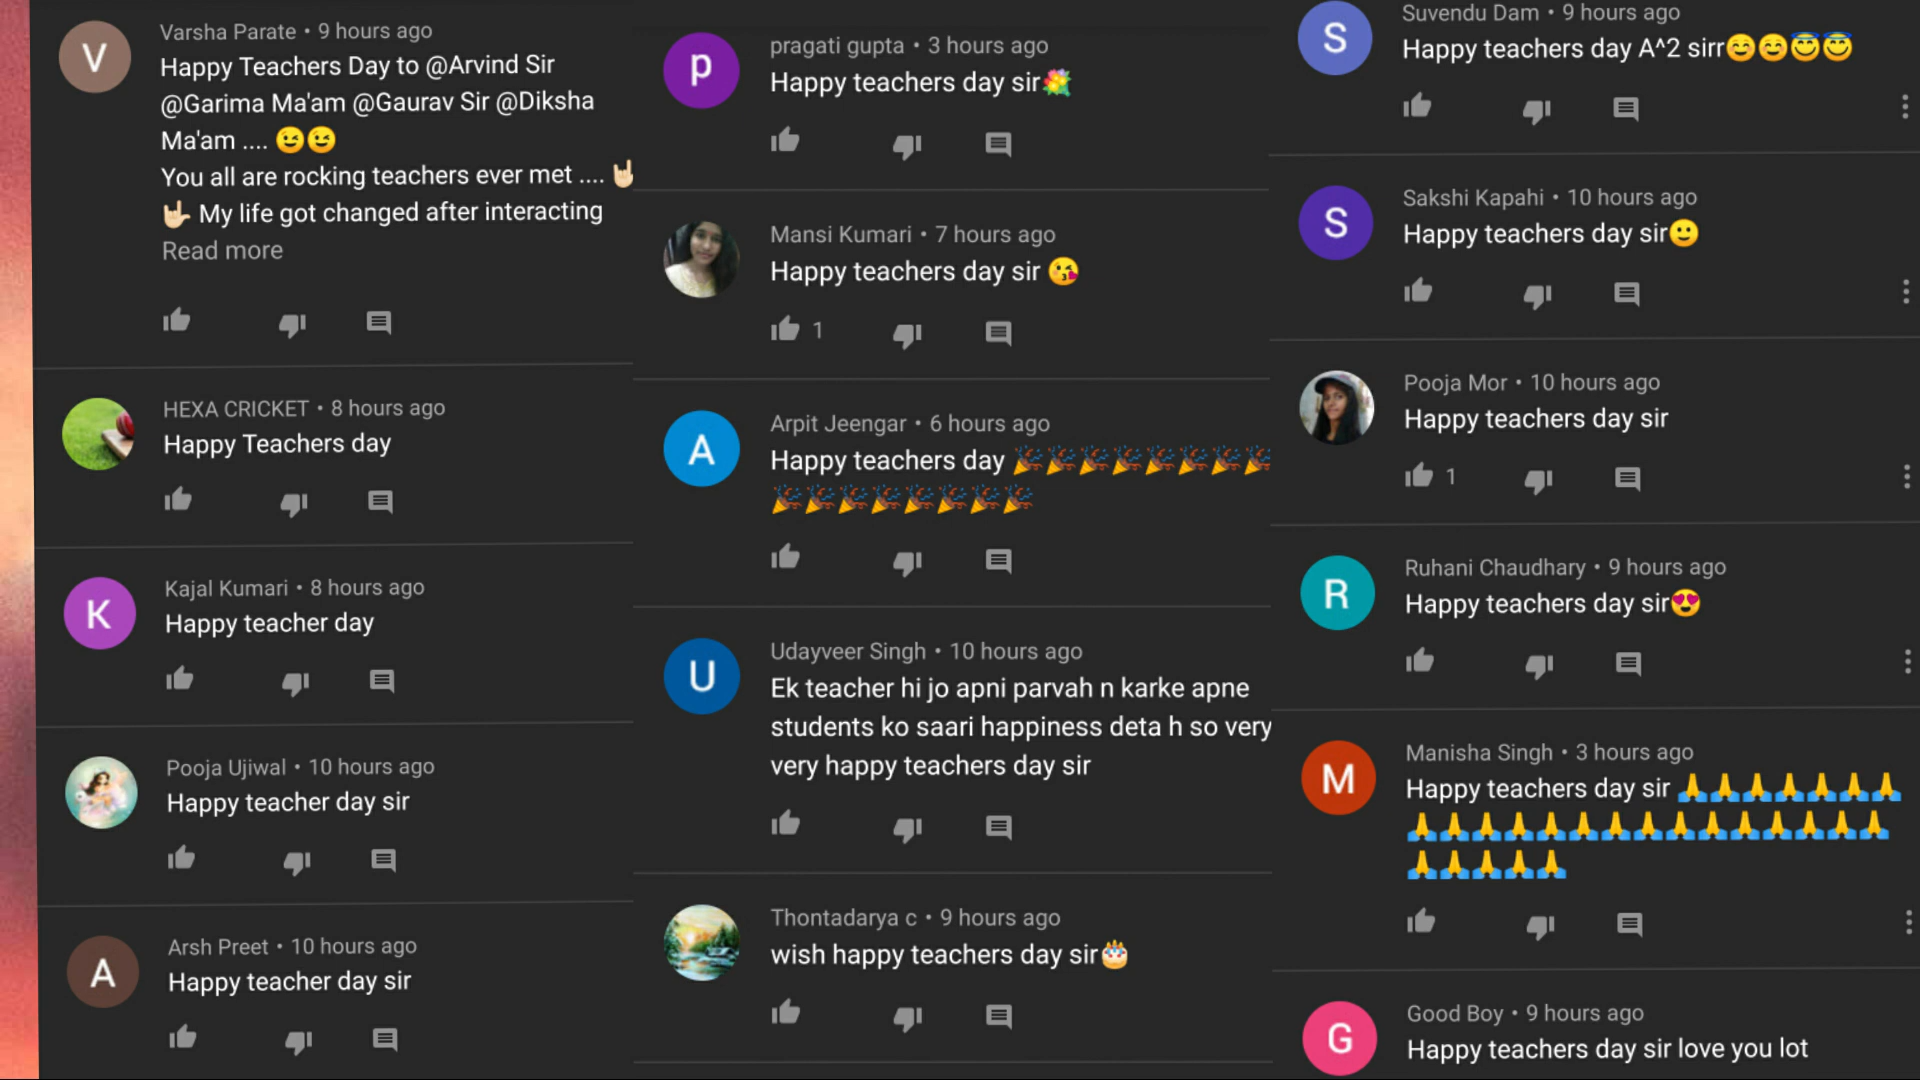 V
Varsha Parate • 9 hours ago
Happy Teachers Day to @Arvind Sir
@Garima Ma'am @Gaurav Sir @Diksha
Ma'am .... 😉😉
You all are rocking teachers ever met .... 🤘🏻
🤟🏻 My life got changed after interacting
Read more
HEXA CRICKET • 8 hours ago
Happy Teachers day
K
Kajal Kumari • 8 hours ago
Happy teacher day
Pooja Ujiwal • 10 hours ago
Happy teacher day sir
A
Arsh Preet • 10 hours ago
Happy teacher day sir
p
pragati gupta • 3 hours ago
Happy teachers day sir💐
Mansi Kumari • 7 hours ago
Happy teachers day sir 😘
1
A
Arpit Jeengar • 6 hours ago
Happy teachers day 🎉🎉🎉🎉🎉🎉🎉🎉
🎉🎉🎉🎉🎉🎉🎉🎉
U
Udayveer Singh • 10 hours ago
Ek teacher hi jo apni parvah n karke apne
students ko saari happiness deta h so very
very happy teachers day sir
Thontadarya c • 9 hours ago
wish happy teachers day sir🎂
S
Suvendu Dam • 9 hours ago
Happy teachers day A^2 sirr😊😊😇😇
S
Sakshi Kapahi • 10 hours ago
Happy teachers day sir🙂
Pooja Mor • 10 hours ago
Happy teachers day sir
1
R
Ruhani Chaudhary • 9 hours ago
Happy teachers day sir😍
M
Manisha Singh • 3 hours ago
Happy teachers day sir 🙏🙏🙏🙏🙏🙏🙏
🙏🙏🙏🙏🙏🙏🙏🙏🙏🙏🙏🙏🙏🙏🙏
🙏🙏🙏🙏🙏
G
Good Boy • 9 hours ago
Happy teachers day sir love you lot